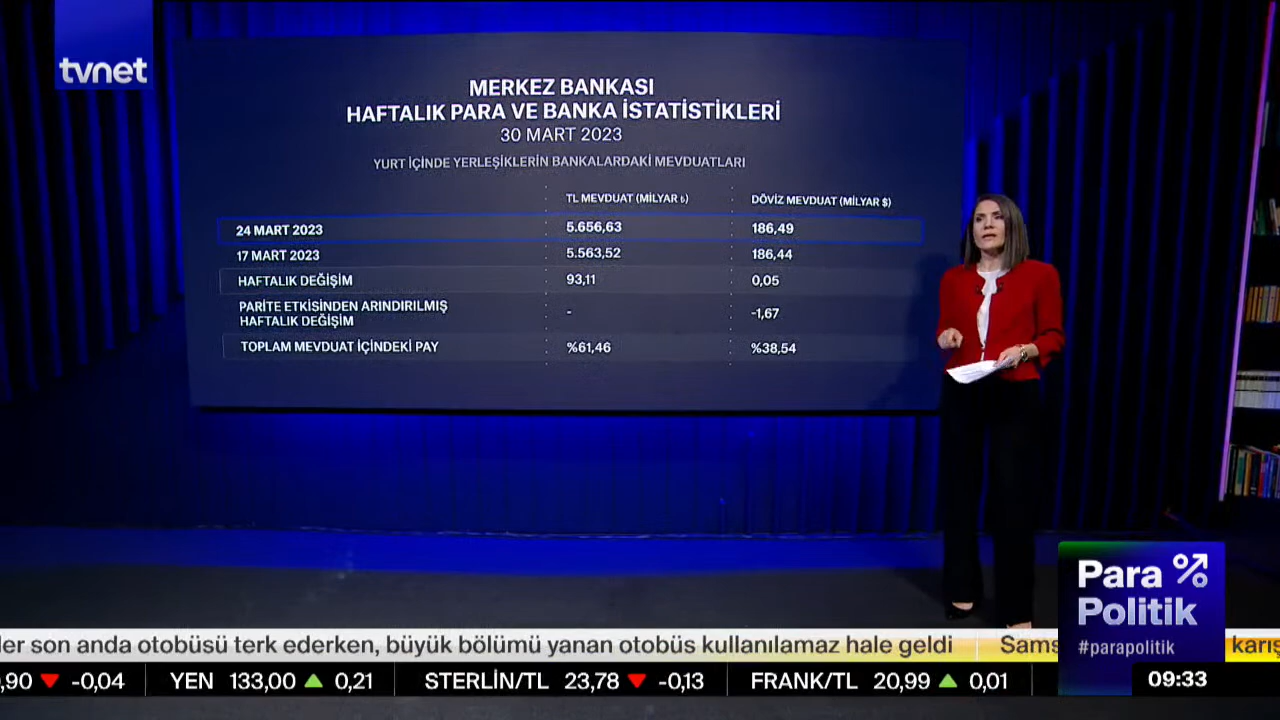 tvnet
MERKEZ BANKASI
HAFTALIK PARA VE BANKA İSTATİSTİKLERİ
30 MART 2023
YURT İÇİNDE YERLEŞİKLERİN BANKALARDAKİ MEVDUATLARI
TL MEVDUAT (MİLYAR ₺) DÖVİZ MEVDUAT (MİLYAR $)
24 MART 2023 5.656,63 186,49
17 MART 2023 5.563,52 186,44
HAFTALIK DEĞİŞİM 93,11 0,05
PARİTE ETKİSİNDEN ARINDIRILMIŞ
HAFTALIK DEĞİŞİM - -1,67
TOPLAM MEVDUAT İÇİNDEKİ PAY %61,46 %38,54
Para %
Politik
#parapolitik
son anda otobüsü terk ederken, büyük bölümü yanan otobüs kullanılamaz hale geldi
-0,04 YEN 133,00 0,21 STERLİN/TL 23,78 -0,13 FRANK/TL 20,99 0,01
09:33